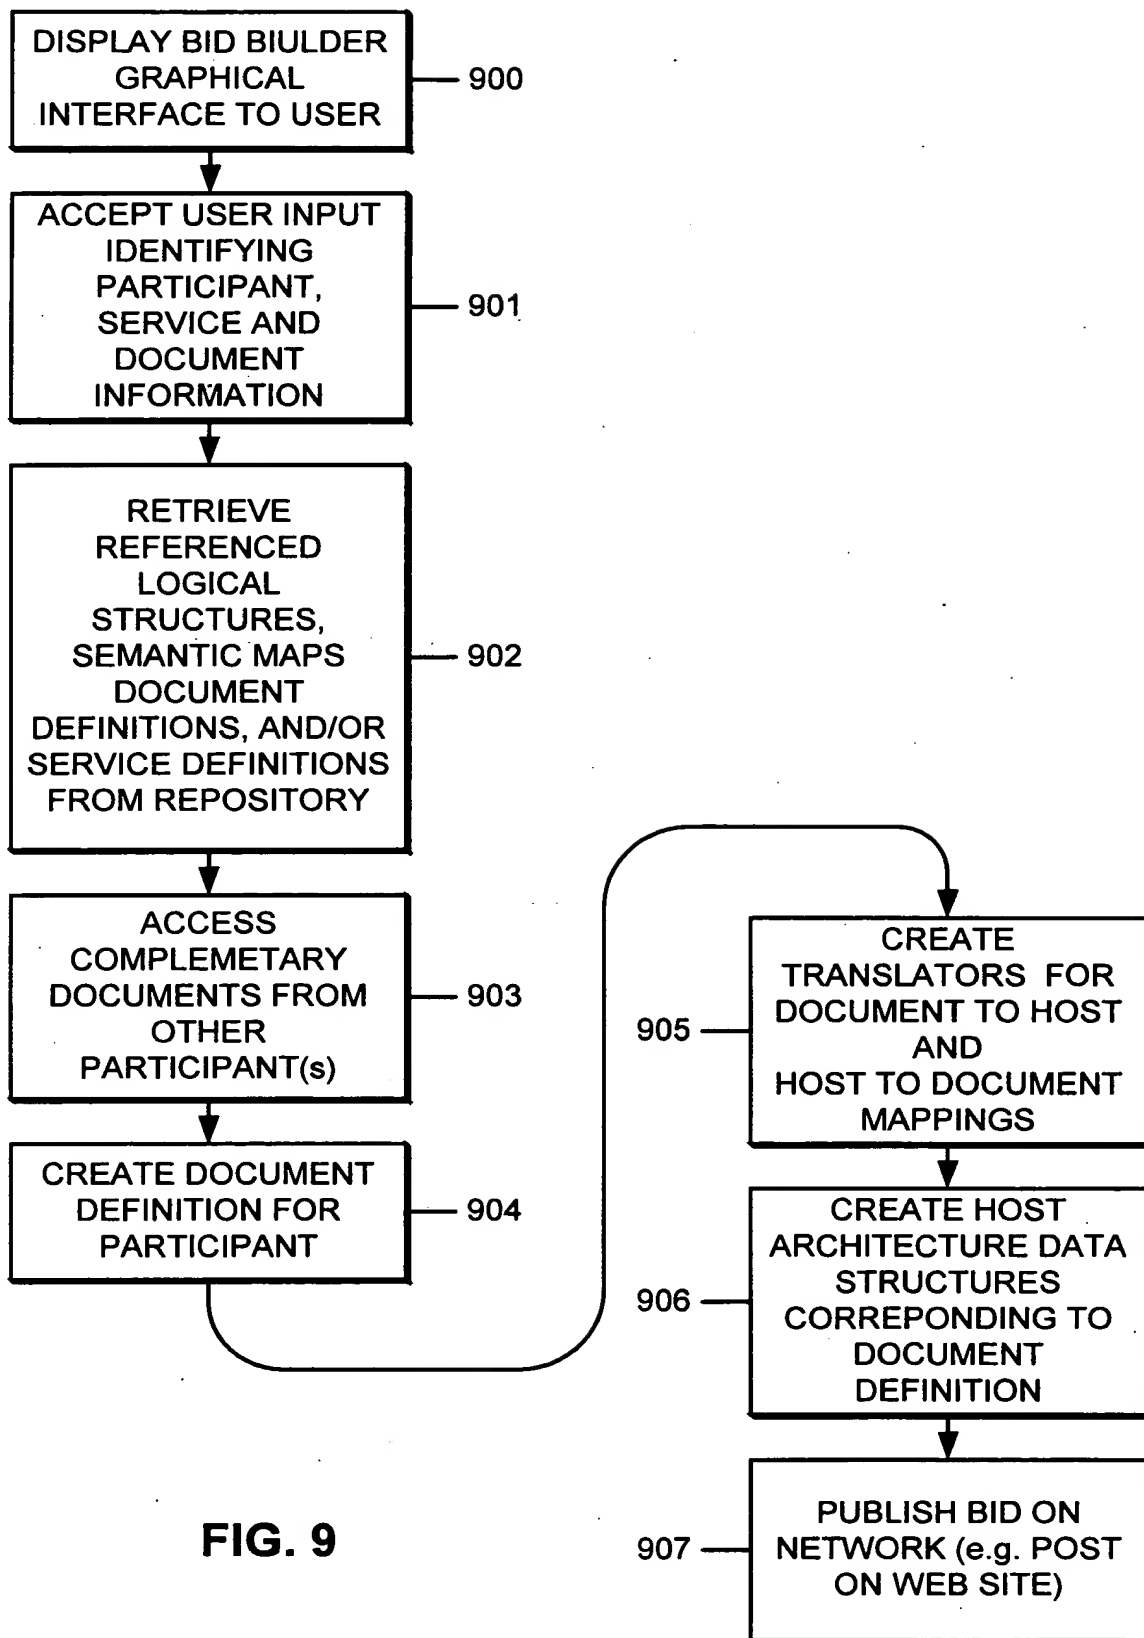 DISPLAY BID BIULDER
GRAPHICAL
INTERFACE TO USER
900
ACCEPT USER INPUT
IDENTIFYING
PARTICIPANT,
SERVICE AND
DOCUMENT
INFORMATION
901
RETRIEVE
REFERENCED
LOGICAL
STRUCTURES,
SEMANTIC MAPS
DOCUMENT
DEFINITIONS, AND/OR
SERVICE DEFINITIONS
FROM REPOSITORY
902
ACCESS
COMPLEMETARY
DOCUMENTS FROM
OTHER
PARTICIPANT(s)
903
CREATE DOCUMENT
DEFINITION FOR
PARTICIPANT
904
CREATE
TRANSLATORS FOR
DOCUMENT TO HOST
AND
HOST TO DOCUMENT
MAPPINGS
905
CREATE HOST
ARCHITECTURE DATA
STRUCTURES
CORREPONDING TO
DOCUMENT
DEFINITION
906
PUBLISH BID ON
NETWORK (e.g. POST
ON WEB SITE)
907
FIG. 9